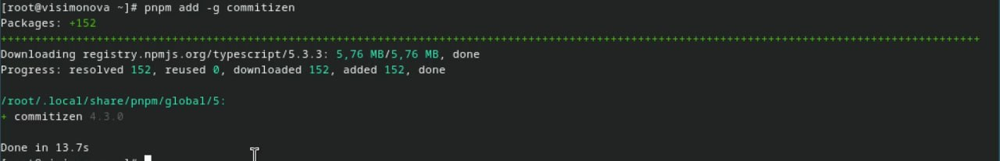 [root@visimonova ~]# pnpm add -g commitizen
Packages: +152
++++++++++++++++++++++++++++++++++++++++++++++++++++++++++++++++++++++++++++++++++++++++++++++++++++++++++++++++++++++++++++++++++++++++++++++++++++++++
Downloading registry.npmjs.org/typescript/5.3.3: 5,76 MB/5,76 MB, done
Progress: resolved 152, reused 0, downloaded 152, added 152, done
/root/.local/share/pnpm/global/5:
+ commitizen 4.3.0
Done in 13.7s